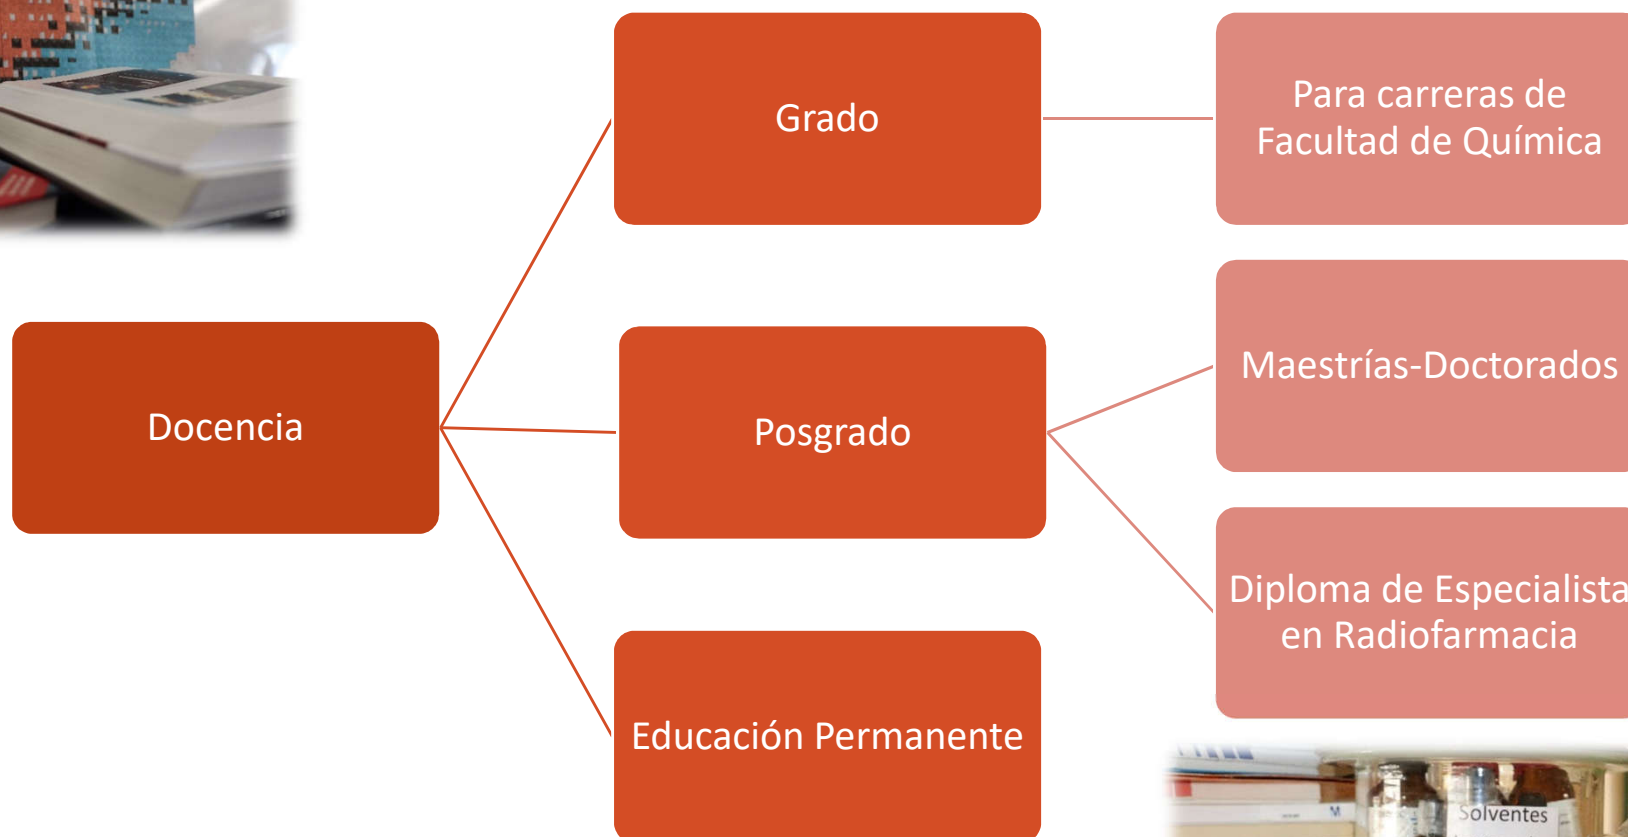 Docencia
Grado
Para carreras de
Facultad de Química
Posgrado
Maestrías-Doctorados
Diploma de Especialista
en Radiofarmacia
Educación Permanente
Solventes